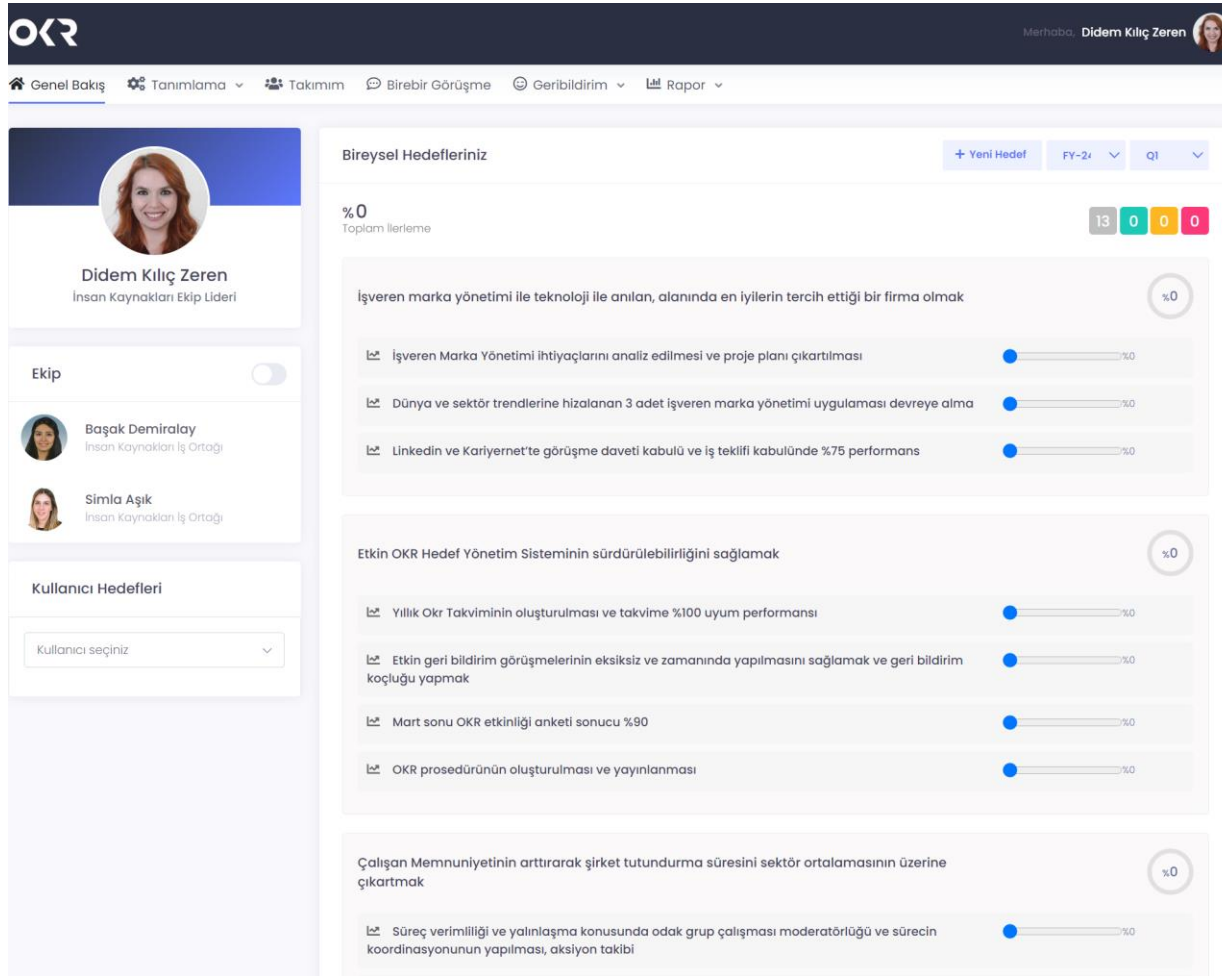 OKR
Merhaba, Didem Kılıç Zeren
Genel Bakış Tanımlama Takımım Birebir Görüşme Geribildirim Rapor
Didem Kılıç Zeren
İnsan Kaynakları Ekip Lideri
Ekip
Başak Demiralay
İnsan Kaynakları İş Ortağı
Simla Aşık
İnsan Kaynakları İş Ortağı
Kullanıcı Hedefleri
Kullanıcı seçiniz
Bireysel Hedefleriniz
+ Yeni Hedef FY-24 Q1
%0
Toplam İlerleme
13 0 0 0
İşveren marka yönetimi ile teknoloji ile anılan, alanında en iyilerin tercih ettiği bir firma olmak %0
İşveren Marka Yönetimi ihtiyaçlarını analiz edilmesi ve proje planı çıkartılması %0
Dünya ve sektör trendlerine hizalanan 3 adet işveren marka yönetimi uygulaması devreye alma %0
Linkedin ve Kariyernet'te görüşme daveti kabulü ve iş teklifi kabulünde %75 performans %0
Etkin OKR Hedef Yönetim Sisteminin sürdürülebilirliğini sağlamak %0
Yıllık Okr Takviminin oluşturulması ve takvime %100 uyum performansı %0
Etkin geri bildirim görüşmelerinin eksiksiz ve zamanında yapılmasını sağlamak ve geri bildirim %0
koçluğu yapmak
Mart sonu OKR etkinliği anketi sonucu %90 %0
OKR prosedürünün oluşturulması ve yayınlanması %0
Çalışan Memnuniyetinin arttırarak şirket tutundurma süresini sektör ortalamasının üzerine %0
çıkartmak
Süreç verimliliği ve yalınlaşma konusunda odak grup çalışması moderatörlüğü ve sürecin %0
koordinasyonunun yapılması, aksiyon takibi